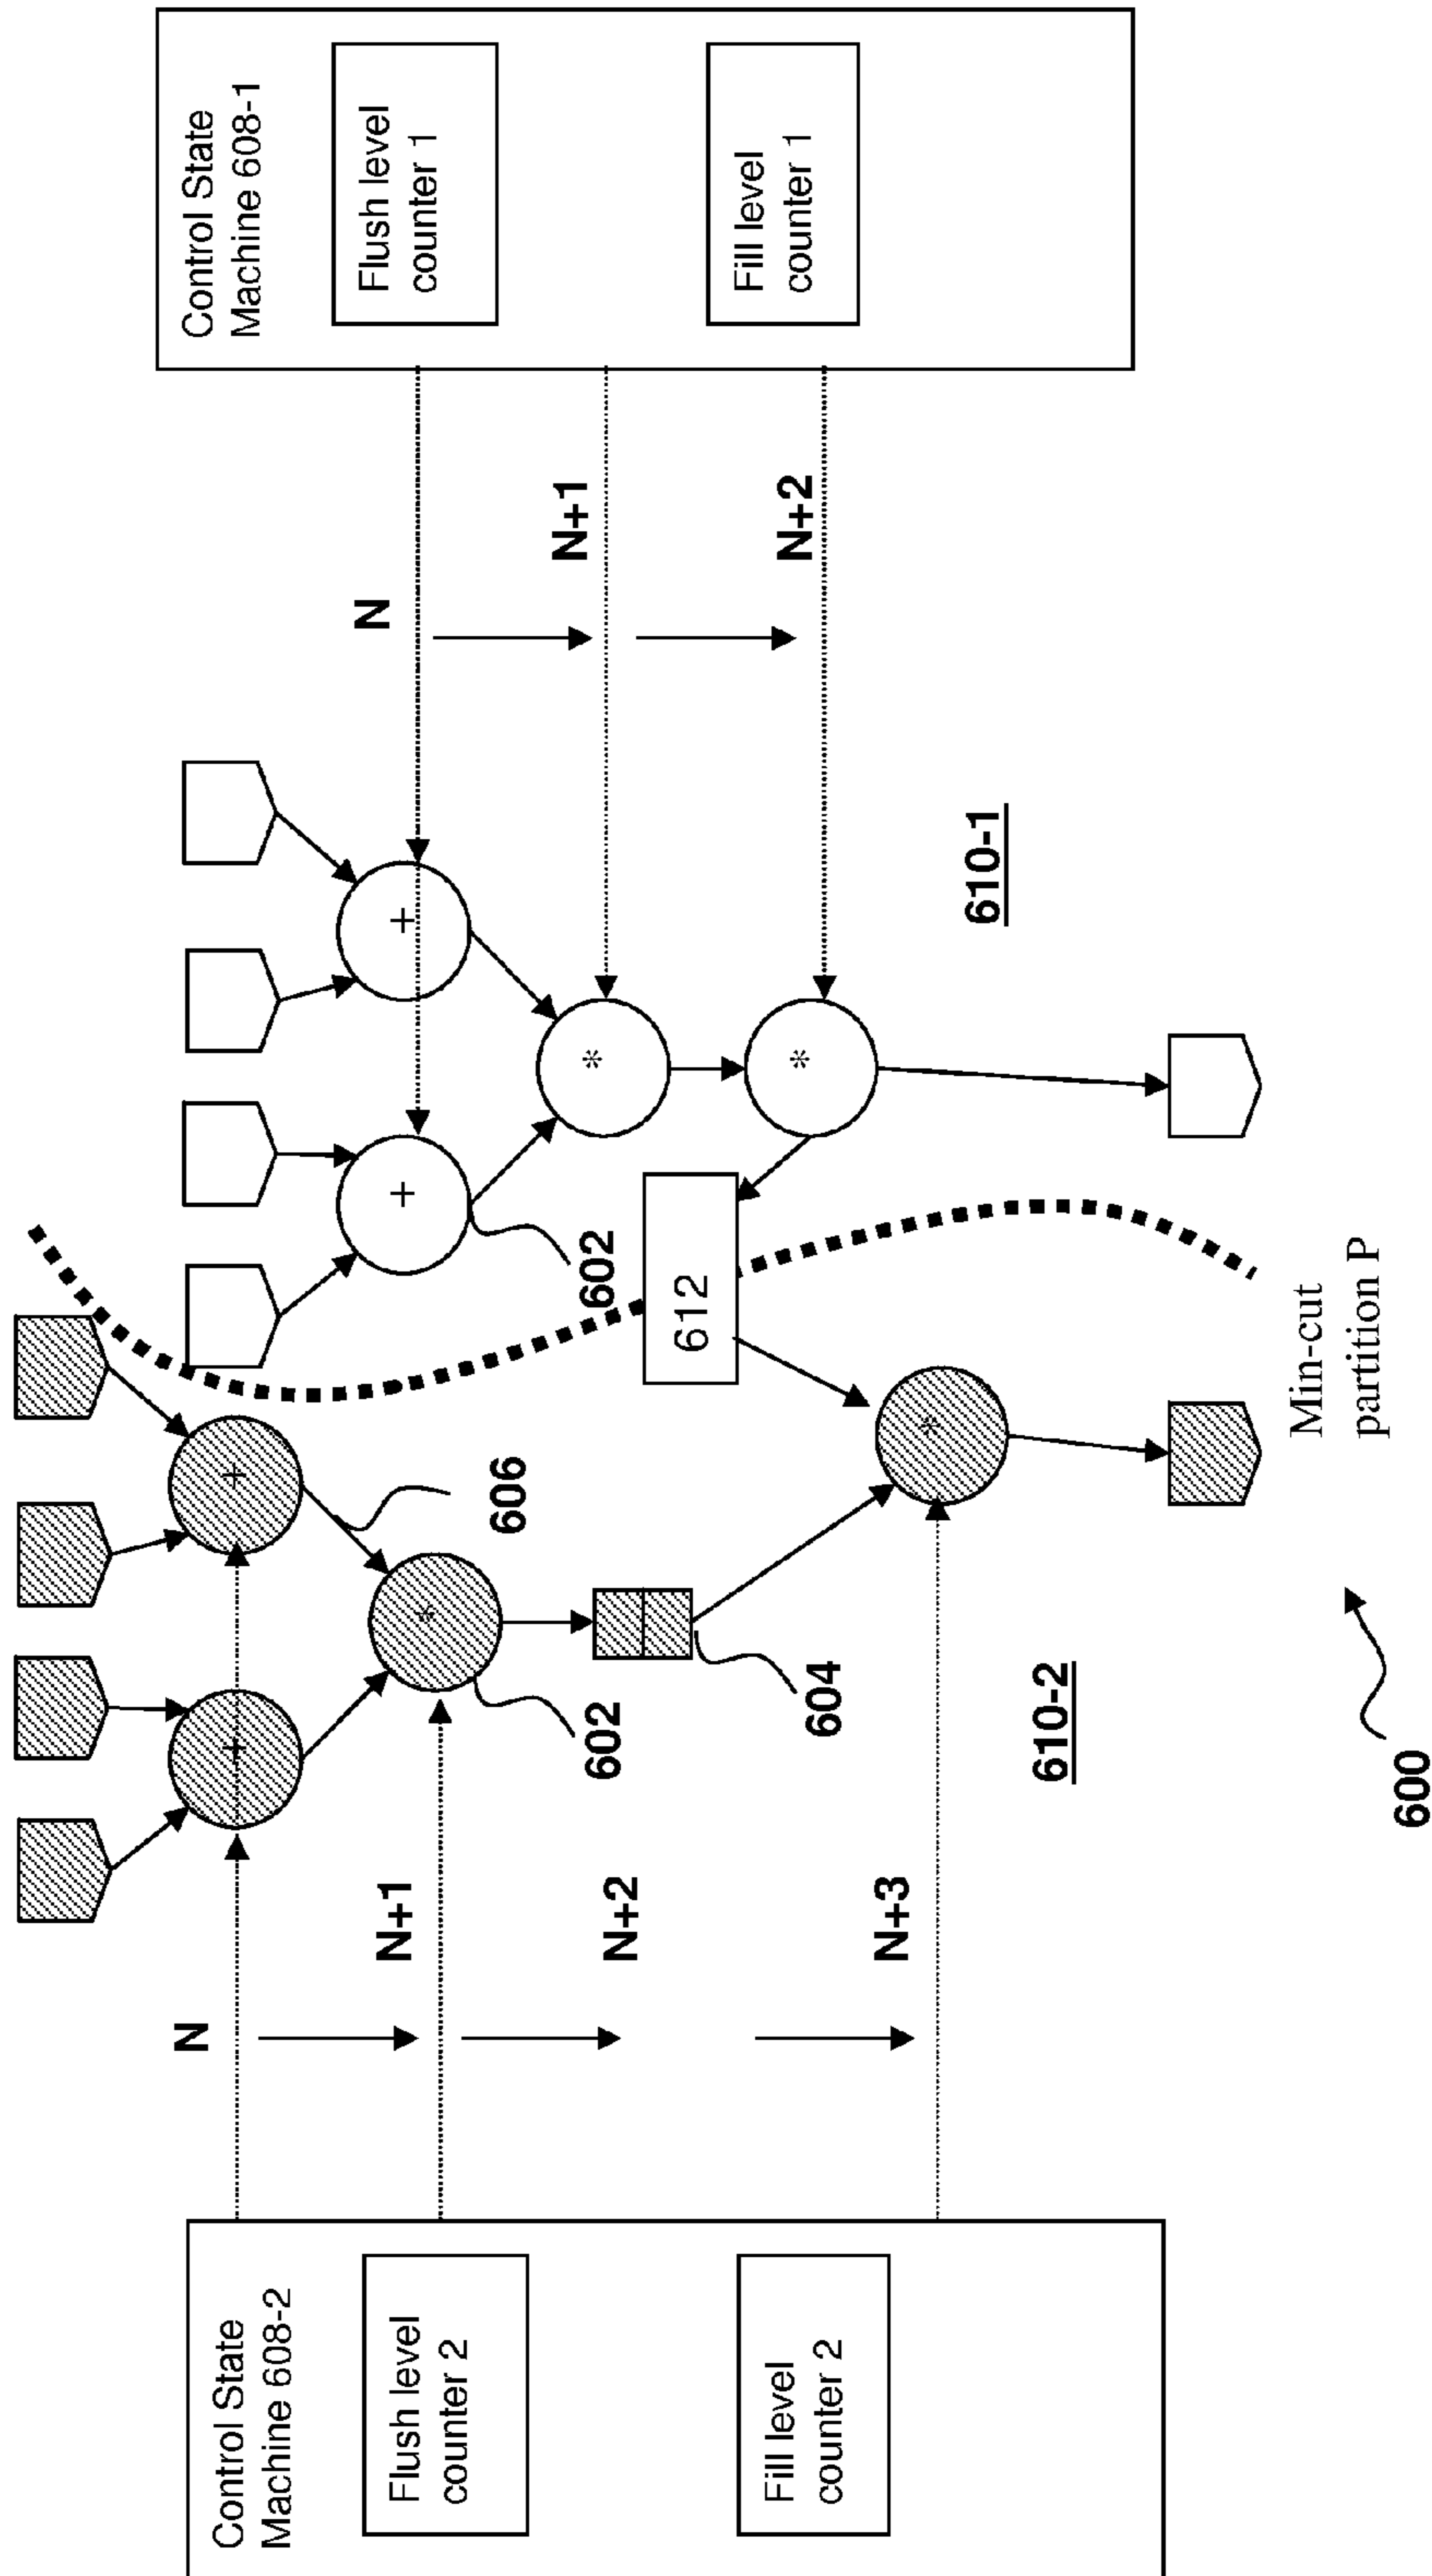 Control State
Machine 608-2
Flush level
counter 2
Fill level
counter 2
N
N+1
N+2
N+3
+
+
*
*
602
606
604
610-2
600
612
Min-cut
partition P
+
+
*
*
602
610-1
N
N+1
N+2
Control State
Machine 608-1
Flush level
counter 1
Fill level
counter 1